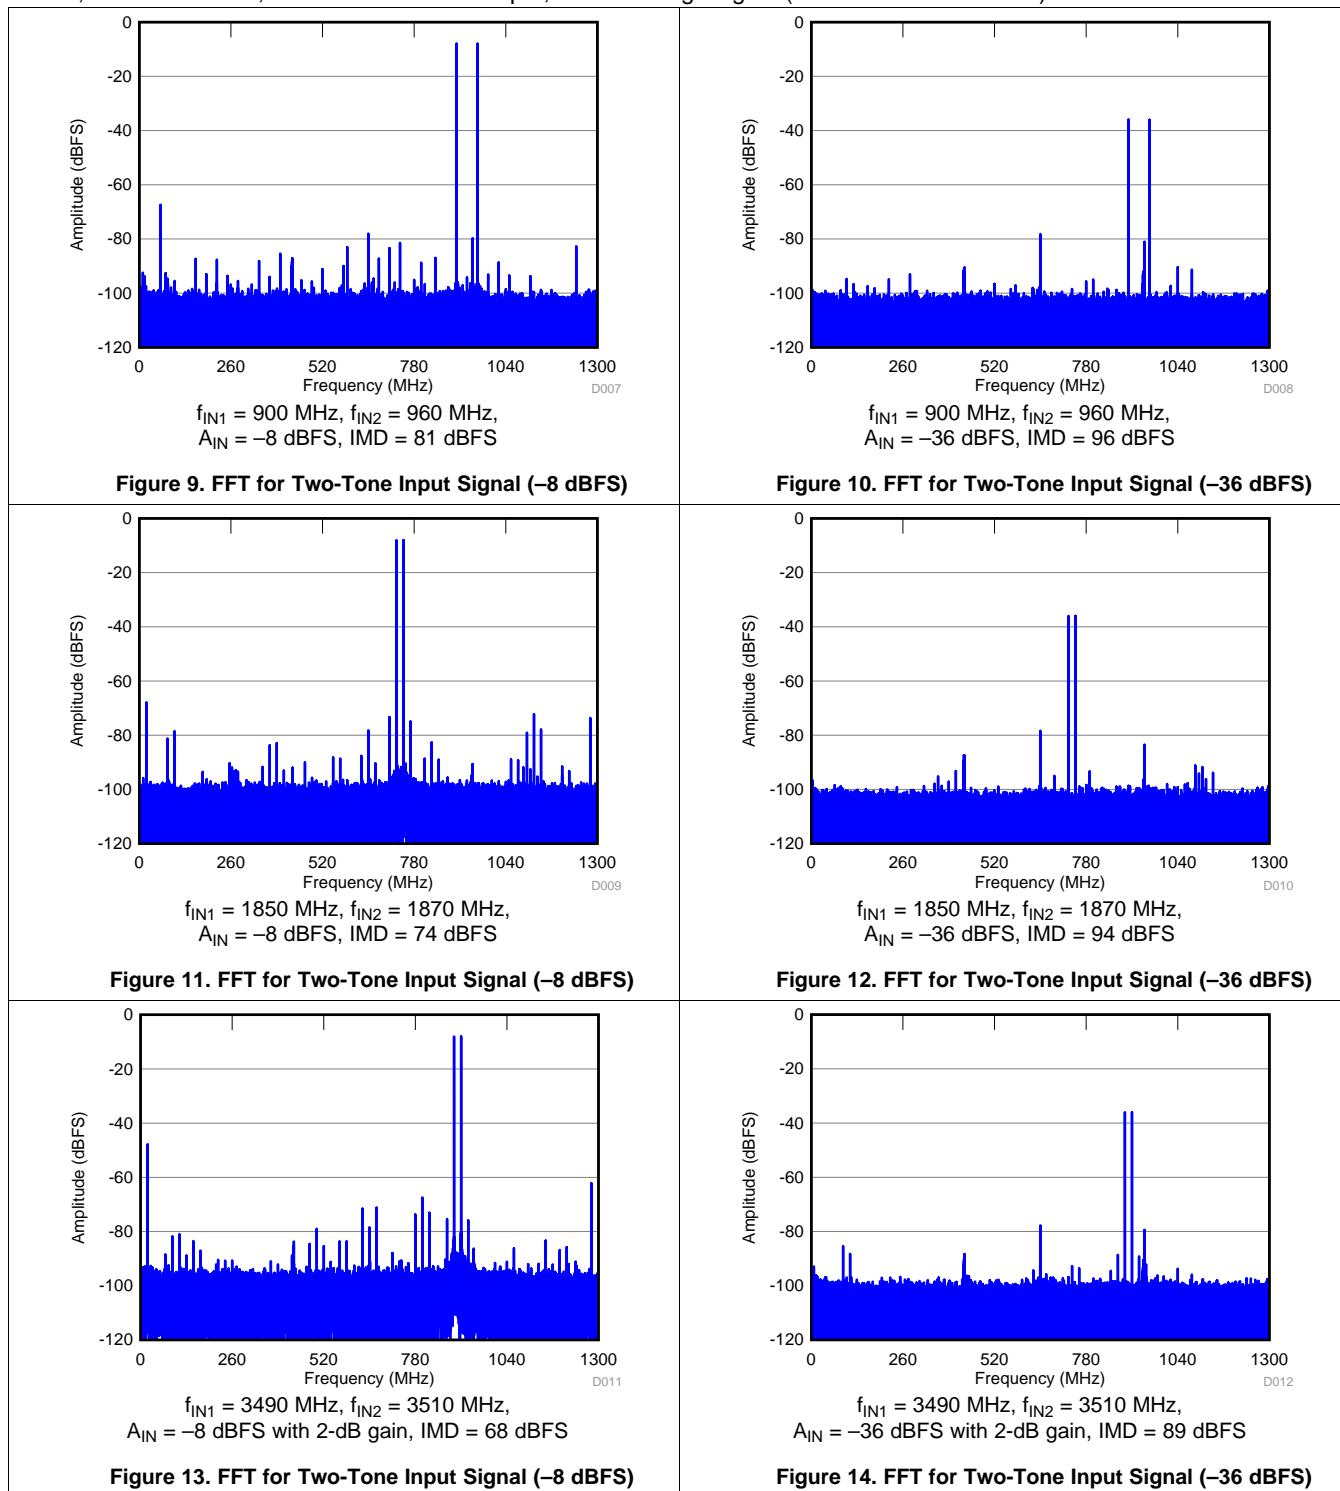 0
-20
-40
-60
-80
-100
-120
Amplitude (dBFS)
0 260 520 780 1040 1300
Frequency (MHz)
D007
fIN1 = 900 MHz, fIN2 = 960 MHz,
AIN = –8 dBFS, IMD = 81 dBFS
Figure 9. FFT for Two-Tone Input Signal (–8 dBFS)
0
-20
-40
-60
-80
-100
-120
Amplitude (dBFS)
0 260 520 780 1040 1300
Frequency (MHz)
D008
fIN1 = 900 MHz, fIN2 = 960 MHz,
AIN = –36 dBFS, IMD = 96 dBFS
Figure 10. FFT for Two-Tone Input Signal (–36 dBFS)
0
-20
-40
-60
-80
-100
-120
Amplitude (dBFS)
0 260 520 780 1040 1300
Frequency (MHz)
D009
fIN1 = 1850 MHz, fIN2 = 1870 MHz,
AIN = –8 dBFS, IMD = 74 dBFS
Figure 11. FFT for Two-Tone Input Signal (–8 dBFS)
0
-20
-40
-60
-80
-100
-120
Amplitude (dBFS)
0 260 520 780 1040 1300
Frequency (MHz)
D010
fIN1 = 1850 MHz, fIN2 = 1870 MHz,
AIN = –36 dBFS, IMD = 94 dBFS
Figure 12. FFT for Two-Tone Input Signal (–36 dBFS)
0
-20
-40
-60
-80
-100
-120
Amplitude (dBFS)
0 260 520 780 1040 1300
Frequency (MHz)
D011
fIN1 = 3490 MHz, fIN2 = 3510 MHz,
AIN = –8 dBFS with 2-dB gain, IMD = 68 dBFS
Figure 13. FFT for Two-Tone Input Signal (–8 dBFS)
0
-20
-40
-60
-80
-100
-120
Amplitude (dBFS)
0 260 520 780 1040 1300
Frequency (MHz)
D012
fIN1 = 3490 MHz, fIN2 = 3510 MHz,
AIN = –36 dBFS with 2-dB gain, IMD = 89 dBFS
Figure 14. FFT for Two-Tone Input Signal (–36 dBFS)